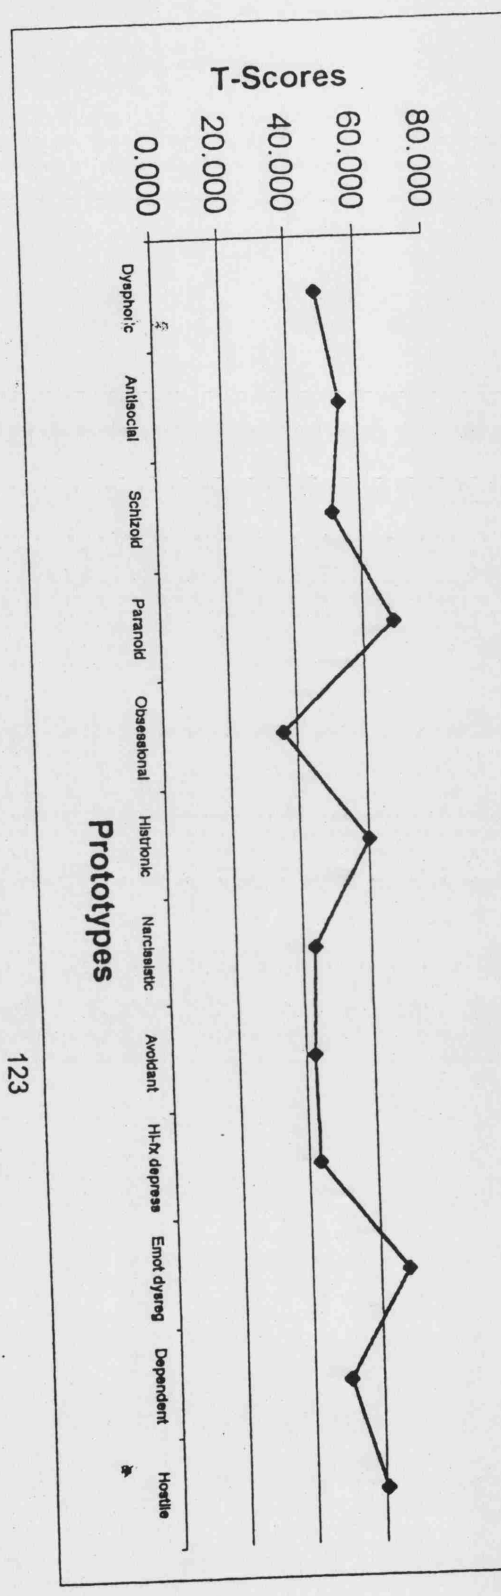 T-Scores
80.000
60.000
40.000
20.000
0.000
Dysphoric
Antisocial
Schizoid
Paranoid
Obsessional
Histrionic
Narcissistic
Avoidant
Hi-fx depress
Emot dysreg
Dependent
Hostile
Prototypes
123